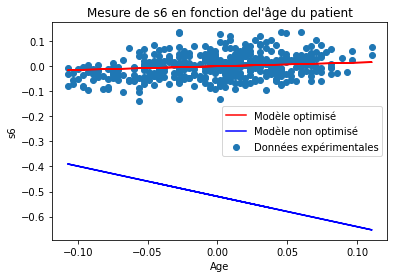 Mesure de s6 en fonction del'âge du patient
0.1
0.0
−0.1
−0.2
−0.3
−0.4
−0.5
−0.6
s6
Modèle optimisé
Modèle non optimisé
Données expérimentales
−0.10
−0.05
0.00
0.05
0.10
Age